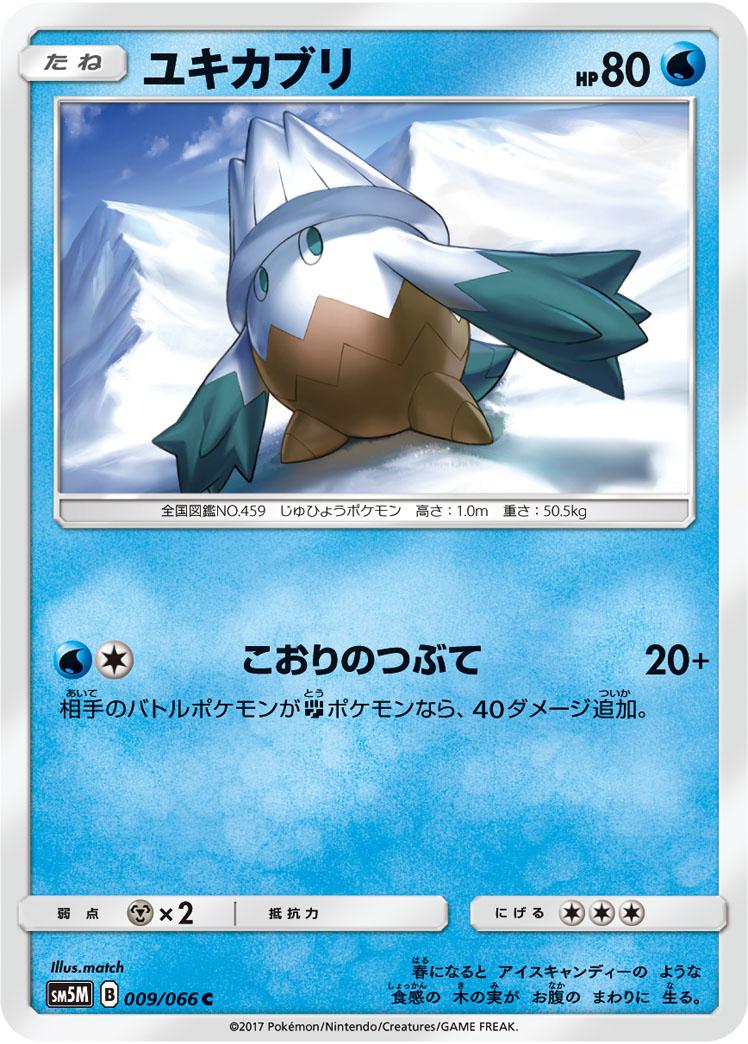 たね ユキカブリ HP 80
全国図鑑NO.459 じゅひょうポケモン 高さ:1.0m 重さ:50.5kg
こおりのつぶて 20+
あいて とう ついか
相手のバトルポケモンがポケモンなら、40ダメージ追加。
弱点 ×2 抵抗力 にげる
Illus.match
SM5M B 009/066 C
はる
春になると アイスキャンディーの ような
しょっかん き み なか な
食感の 木の実が お腹の まわりに 生る。
©2017 Pokémon/Nintendo/Creatures/GAME FREAK.